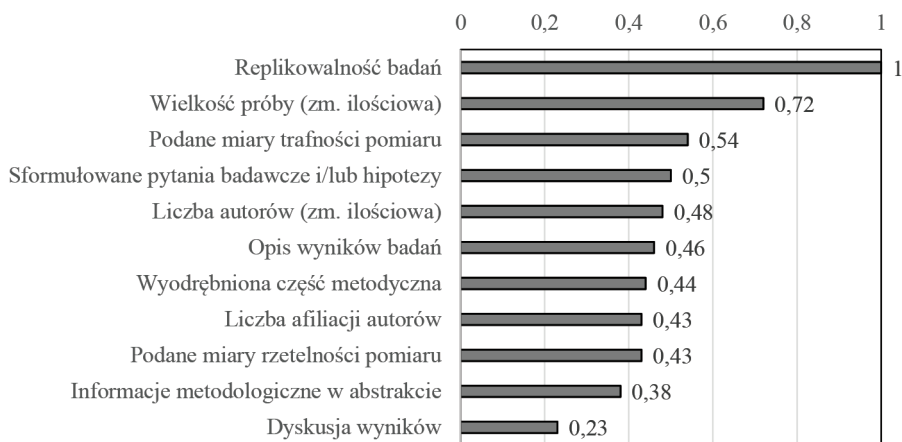 0 0,2 0,4 0,6 0,8 1
Replikowalność badań 1
Wielkość próby (zm. ilościowa) 0,72
Podane miary trafności pomiaru 0,54
Sformułowane pytania badawcze i/lub hipotezy 0,5
Liczba autorów (zm. ilościowa) 0,48
Opis wyników badań 0,46
Wyodrębniona część metodyczna 0,44
Liczba afiliacji autorów 0,43
Podane miary rzetelności pomiaru 0,43
Informacje metodologiczne w abstrakcie 0,38
Dyskusja wyników 0,23